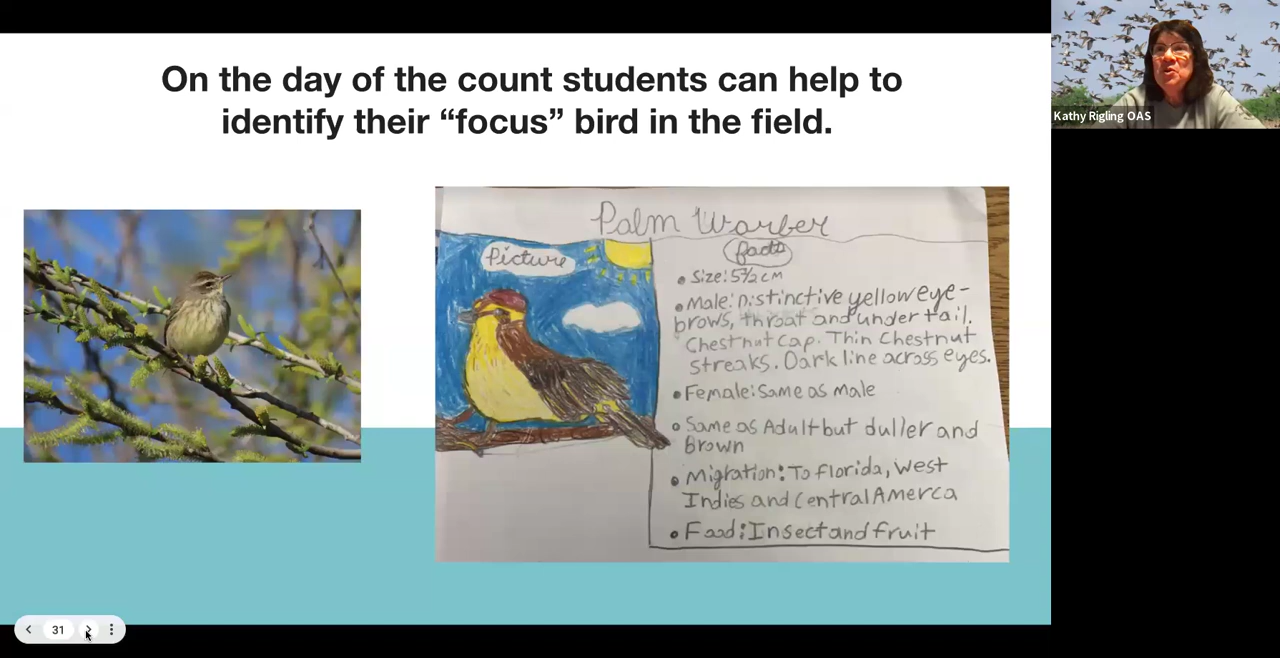 On the day of the count students can help to
identify their “focus” bird in the field.
Kathy Rigling OAS
Palm Warber
Picture
facts
• Size: 5½ cm
• Male: Distinctive yellow eye-
brows, throat and under tail.
Chestnut cap. Thin Chestnut
streaks. Dark line across eyes.
• Female: Same as male
• Same as Adult but duller and
Brown
• Migration: To Florida, West
Indies and Central Amerca
• Food: Insect and fruit
31